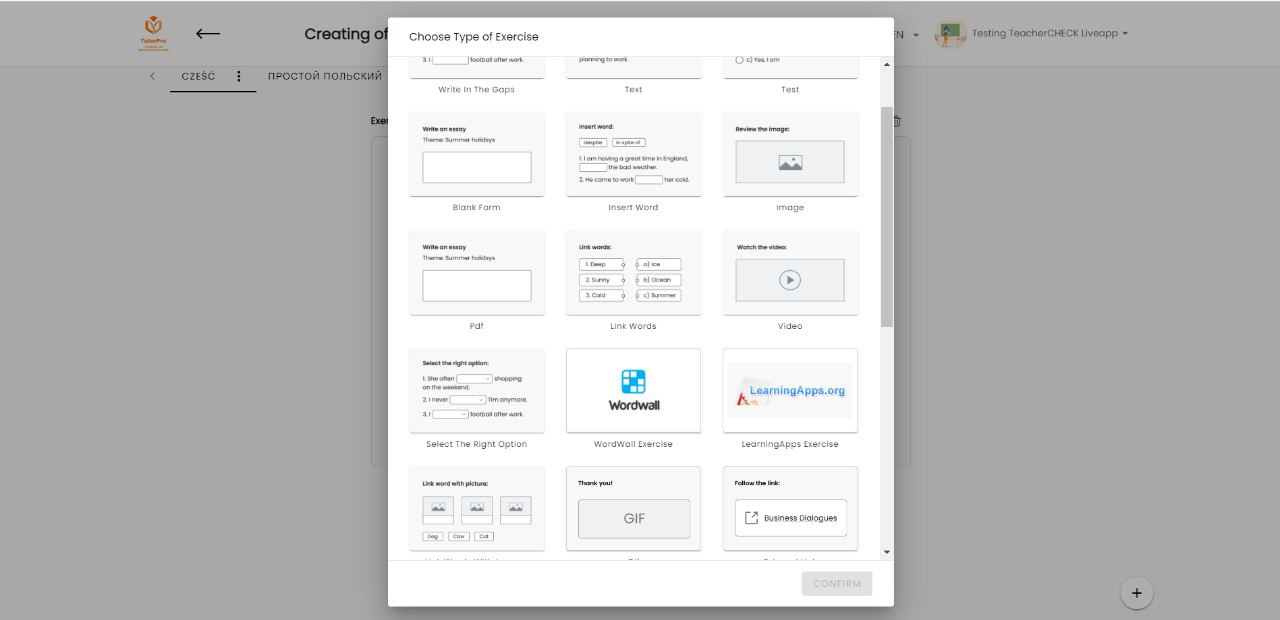 TutorPro
Creating of
EN
Testing TeacherCHECK Liveapp
CZEŚĆ
ПРОСТОЙ ПОЛЬСКИЙ
Exer
Choose Type of Exercise
3. I football after work.
Write In The Gaps
planning to work
Text
c) Yes, I am
Test
Write an essay
Theme: Summer holidays
Blank Form
Insert word:
despite in spite of
1. I am having a great time in England,
the bad weather.
2. He came to work her cold.
Insert Word
Review the image:
Image
Write an essay
Theme: Summer holidays
Pdf
Link words:
1. Deep a) Ice
2. Sunny b) Ocean
3. Cold c) Summer
Link Words
Watch the video:
Video
Select the right option:
1. She often shopping
on the weekend.
2. I never Tim anymore.
3. I football after work.
Select The Right Option
Wordwall
WordWall Exercise
LearningApps.org
LearningApps Exercise
Link word with picture:
Dog Cow Cat
Thank you!
GIF
Follow the link:
Business Dialogues
CONFIRM